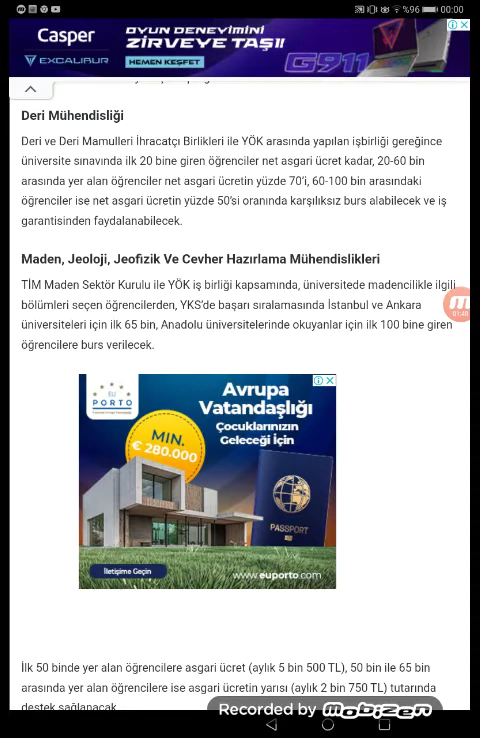 %96 00:00
Casper
EXCALIBUR
OYUN DENEYİMİNİ
ZİRVEYE TAŞI!
HEMEN KEŞFET
G911
Deri Mühendisliği
Deri ve Deri Mamulleri İhracatçı Birlikleri ile YÖK arasında yapılan işbirliği gereğince
üniversite sınavında ilk 20 bine giren öğrenciler net asgari ücret kadar, 20-60 bin
arasında yer alan öğrenciler net asgari ücretin yüzde 70’i, 60-100 bin arasındaki
öğrenciler ise net asgari ücretin yüzde 50’si oranında karşılıksız burs alabilecek ve iş
garantisinden faydalanabilecek.
Maden, Jeoloji, Jeofizik Ve Cevher Hazırlama Mühendislikleri
TİM Maden Sektör Kurulu ile YÖK iş birliği kapsamında, üniversitede madencilikle ilgili
bölümleri seçen öğrencilerden, YKS’de başarı sıralamasında İstanbul ve Ankara
üniversiteleri için ilk 65 bin, Anadolu üniversitelerinde okuyanlar için ilk 100 bine giren
öğrencilere burs verilecek.
01:40
EU
PORTO
Avrupa
Vatandaşlığı
Çocuklarınızın
Geleceği İçin
MIN.
€ 280.000
PASSPORT
İletişime Geçin
www.euporto.com
İlk 50 binde yer alan öğrencilere asgari ücret (aylık 5 bin 500 TL), 50 bin ile 65 bin
arasında yer alan öğrencilere ise asgari ücretin yarısı (aylık 2 bin 750 TL) tutarında
destek sağlanacak.
Recorded by mobizen